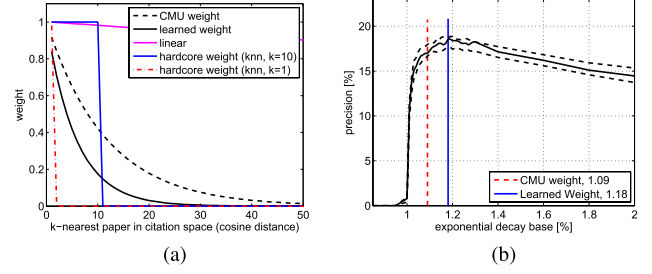 CMU weight
learned weight
linear
hardcore weight (knn, k=10)
hardcore weight (knn, k=1)
weight
1
0.8
0.6
0.4
0.2
0
0 10 20 30 40 50
k-nearest paper in citation space (cosine distance)
(a)
precision [%]
20
15
10
5
0
CMU weight, 1.09
Learned Weight, 1.18
1 1.2 1.4 1.6 1.8 2
exponential decay base [%]
(b)